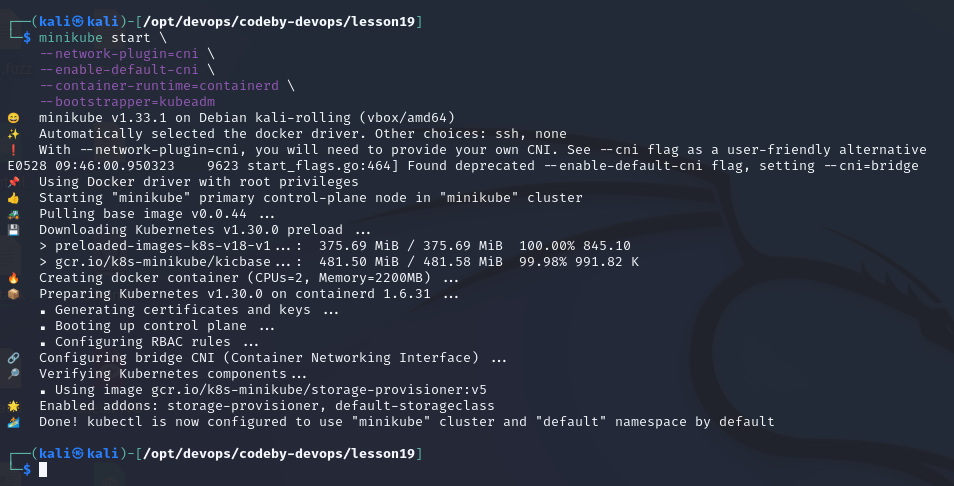 ┌──(kali㉿kali)-[/opt/devops/codeby-devops/lesson19]
└─$ minikube start \
    --network-plugin=cni \
    --enable-default-cni \
    --container-runtime=containerd \
    --bootstrapper=kubeadm
😄  minikube v1.33.1 on Debian kali-rolling (vbox/amd64)
✨  Automatically selected the docker driver. Other choices: ssh, none
❗  With --network-plugin=cni, you will need to provide your own CNI. See --cni flag as a user-friendly alternative
E0528 09:46:00.950323    9623 start_flags.go:464] Found deprecated --enable-default-cni flag, setting --cni=bridge
📌  Using Docker driver with root privileges
👍  Starting "minikube" primary control-plane node in "minikube" cluster
🚜  Pulling base image v0.0.44 ...
💾  Downloading Kubernetes v1.30.0 preload ...
    > preloaded-images-k8s-v18-v1...:  375.69 MiB / 375.69 MiB  100.00% 845.10
    > gcr.io/k8s-minikube/kicbase...:  481.50 MiB / 481.58 MiB  99.98% 991.82 K
🔥  Creating docker container (CPUs=2, Memory=2200MB) ...
📦  Preparing Kubernetes v1.30.0 on containerd 1.6.31 ...
    ▪ Generating certificates and keys ...
    ▪ Booting up control plane ...
    ▪ Configuring RBAC rules ...
🔗  Configuring bridge CNI (Container Networking Interface) ...
🔎  Verifying Kubernetes components...
    ▪ Using image gcr.io/k8s-minikube/storage-provisioner:v5
🌟  Enabled addons: storage-provisioner, default-storageclass
🏄  Done! kubectl is now configured to use "minikube" cluster and "default" namespace by default
┌──(kali㉿kali)-[/opt/devops/codeby-devops/lesson19]
└─$